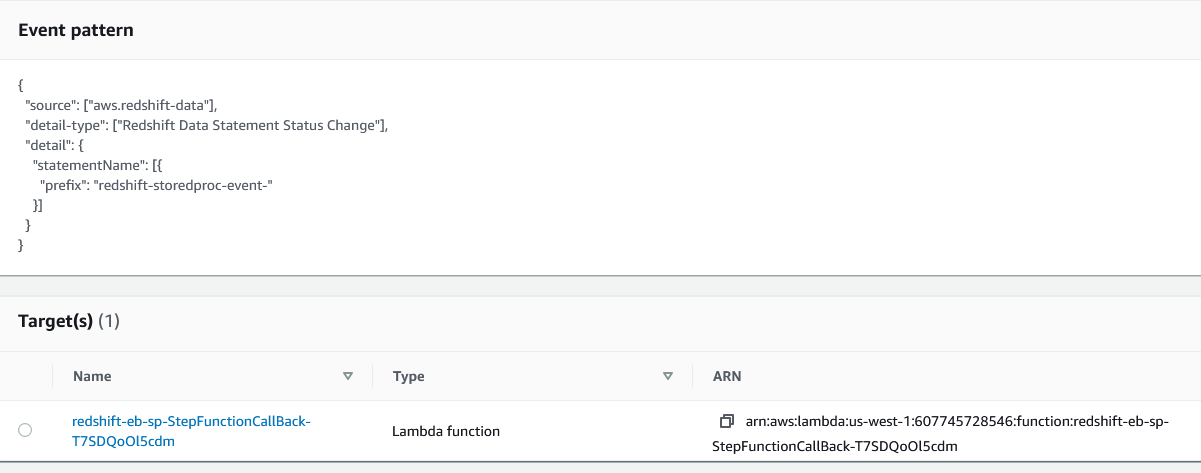 Event pattern
{
"source": ["aws.redshift-data"],
"detail-type": ["Redshift Data Statement Status Change"],
"detail": {
"statementName": [{
"prefix": "redshift-storedproc-event-"
}]
}
}
Target(s) (1)
Name Type ARN
redshift-eb-sp-StepFunctionCallBack-
T7SDQoOl5cdm
Lambda function
arn:aws:lambda:us-west-1:607745728546:function:redshift-eb-sp-
StepFunctionCallBack-T7SDQoOl5cdm